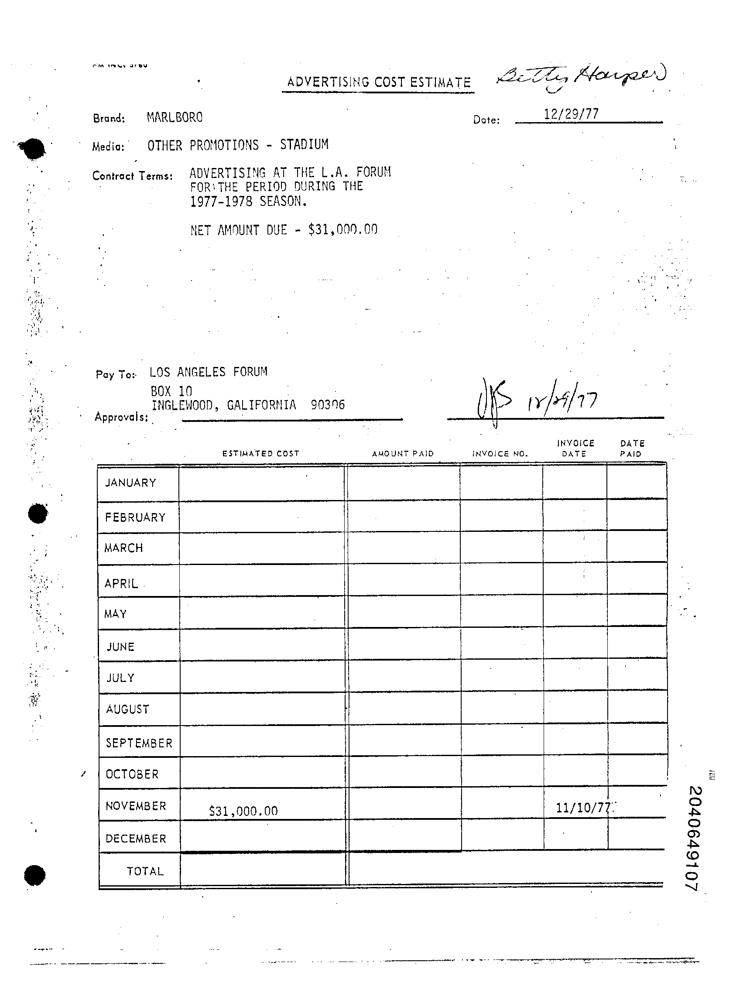 ADVERTISING COST ESTIMATE Betty Harper
Brand: MARLBORO
Date: 12/29/77
Media: OTHER PROMOTIONS - STADIUM
Contract Terms: ADVERTISING AT THE L.A. FORUM
FOR THE PERIOD DURING THE
1977-1978 SEASON.
NET AMOUNT DUE - $31,000.00
Pay To: LOS ANGELES FORUM
BOX 10
INGLEWOOD, GALIFORNIA 90306
Approvals: 12/29/77
ESTIMATED COST AMOUNT PAID INVOICE NO. INVOICE DATE DATE PAID
JANUARY
FEBRUARY
MARCH
APRIL
MAY
JUNE
JULY
AUGUST
SEPTEMBER
OCTOBER
NOVEMBER $31,000.00 11/10/77
DECEMBER
TOTAL
2040649107